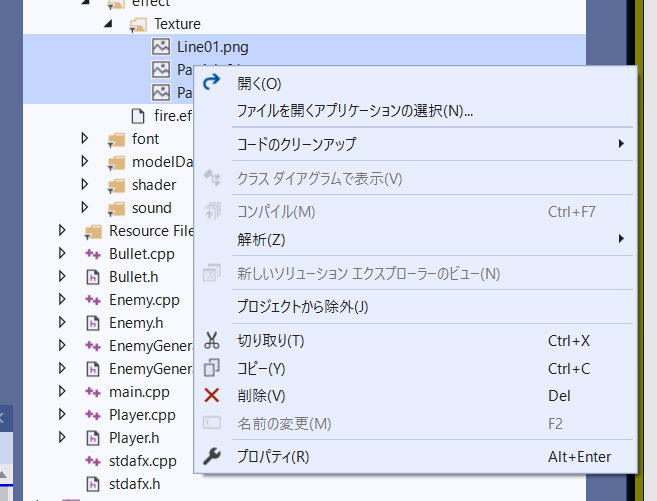 effect
Texture
Line01.png
Pa
Pa
fire.ef
font
modelDa
shader
sound
Resource File
Bullet.cpp
Bullet.h
Enemy.cpp
Enemy.h
EnemyGenera
EnemyGenera
main.cpp
Player.cpp
Player.h
stdafx.cpp
stdafx.h
開く(O)
ファイルを開くアプリケーションの選択(N)...
コードのクリーンアップ
クラス ダイアグラムで表示(V)
コンパイル(M) Ctrl+F7
解析(Z)
新しいソリューション エクスプローラーのビュー(N)
プロジェクトから除外(J)
切り取り(T) Ctrl+X
コピー(Y) Ctrl+C
削除(V) Del
名前の変更(M) F2
プロパティ(R) Alt+Enter